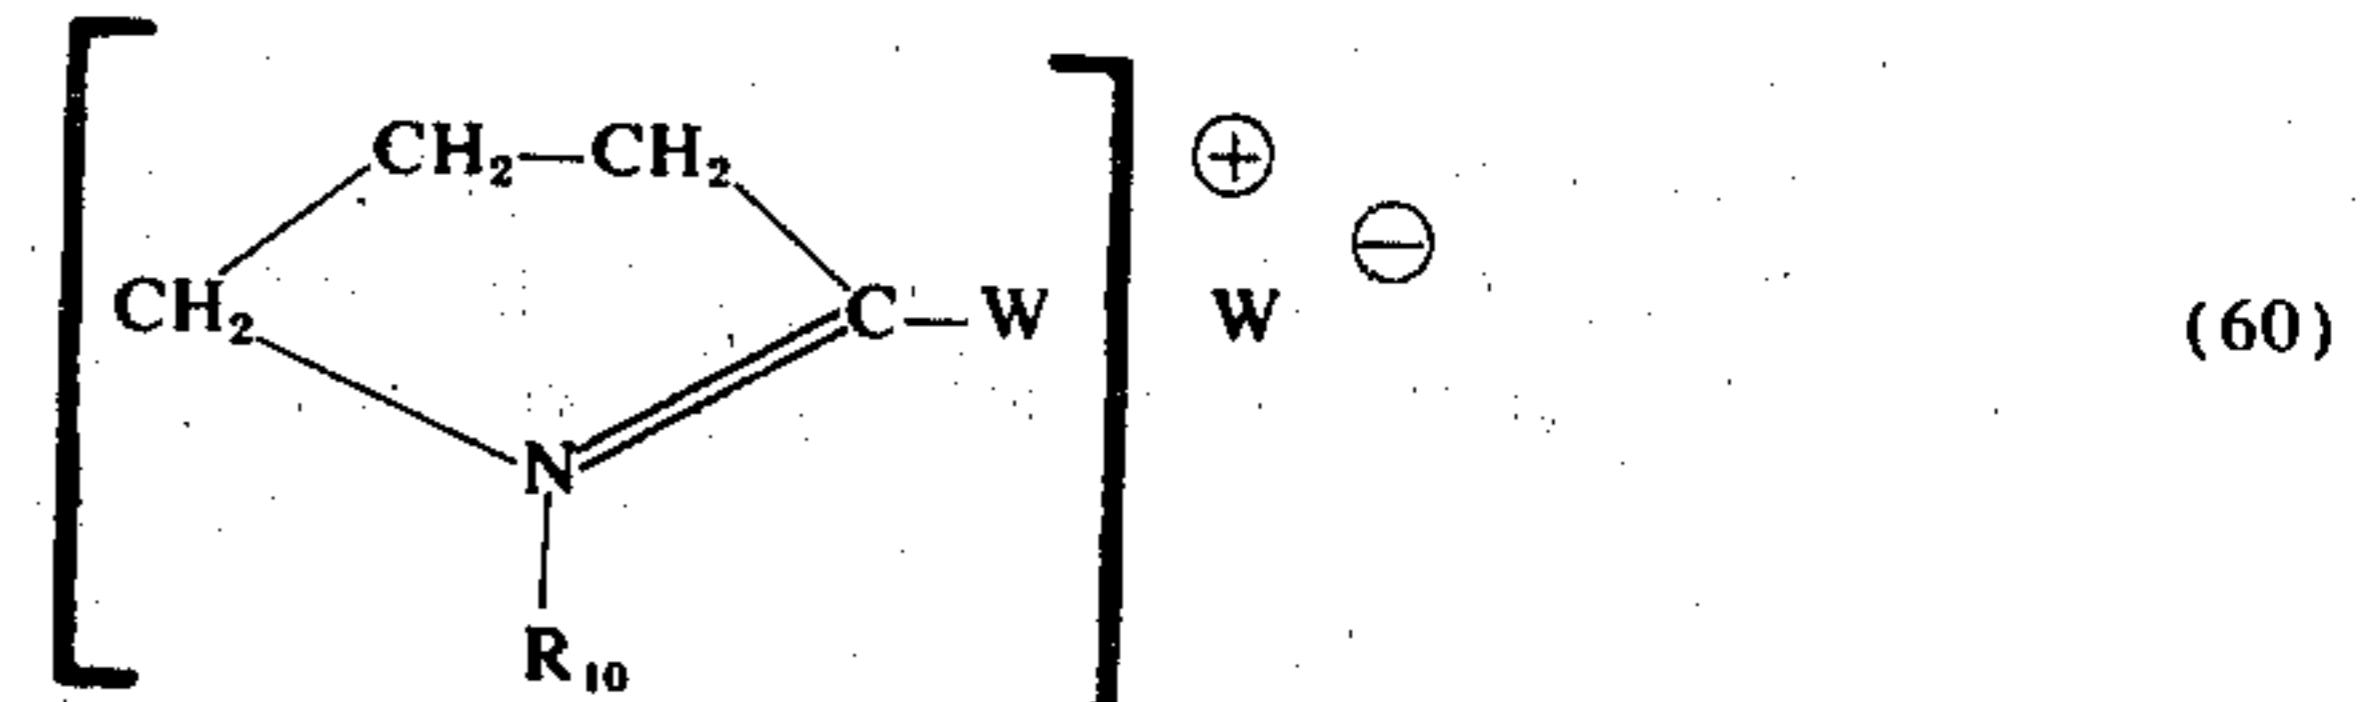 CH₂—CH₂
⊕
⊖
CH₂ C—W W (60)
N
R₁₀